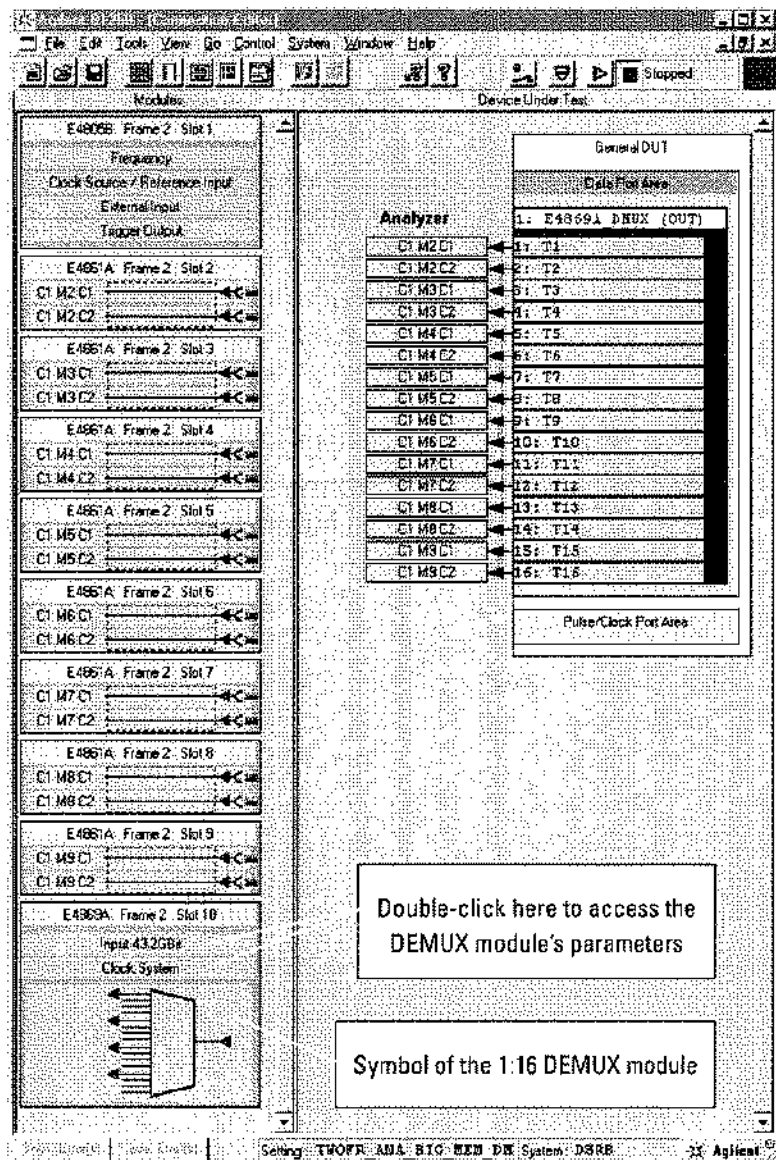 Agilent 81250 - [Connection Editor]
File Edit Tools View Go Control System Window Help
Stopped
Modules
Device Under Test
E4805B Frame 2 Slot 1
Frequency
Clock Source / Reference Input
External Input
Trigger Output
E4861A Frame 2 Slot 2
C1 M2 C1
C1 M2 C2
E4861A Frame 2 Slot 3
C1 M3 C1
C1 M3 C2
E4861A Frame 2 Slot 4
C1 M4 C1
C1 M4 C2
E4861A Frame 2 Slot 5
C1 M5 C1
C1 M5 C2
E4861A Frame 2 Slot 6
C1 M6 C1
C1 M6 C2
E4861A Frame 2 Slot 7
C1 M7 C1
C1 M7 C2
E4861A Frame 2 Slot 8
C1 M8 C1
C1 M8 C2
E4861A Frame 2 Slot 9
C1 M9 C1
C1 M9 C2
E4869A Frame 2 Slot 10
Input 43.2GBit
Clock System
General DUT
Data Port Area
Analyzer
1: E4869A DMUX (OUT)
C1 M2 C1 1: T1
C1 M2 C2 2: T2
C1 M3 C1 3: T3
C1 M3 C2 4: T4
C1 M4 C1 5: T5
C1 M4 C2 6: T6
C1 M5 C1 7: T7
C1 M5 C2 8: T8
C1 M6 C1 9: T9
C1 M6 C2 10: T10
C1 M7 C1 11: T11
C1 M7 C2 12: T12
C1 M8 C1 13: T13
C1 M8 C2 14: T14
C1 M9 C1 15: T15
C1 M9 C2 16: T16
Pulse/Clock Port Area
Double-click here to access the
DEMUX module's parameters
Symbol of the 1:16 DEMUX module
Setting: TWOFR_ANA_BIG_MEM_DM System: DSRB
Agilent